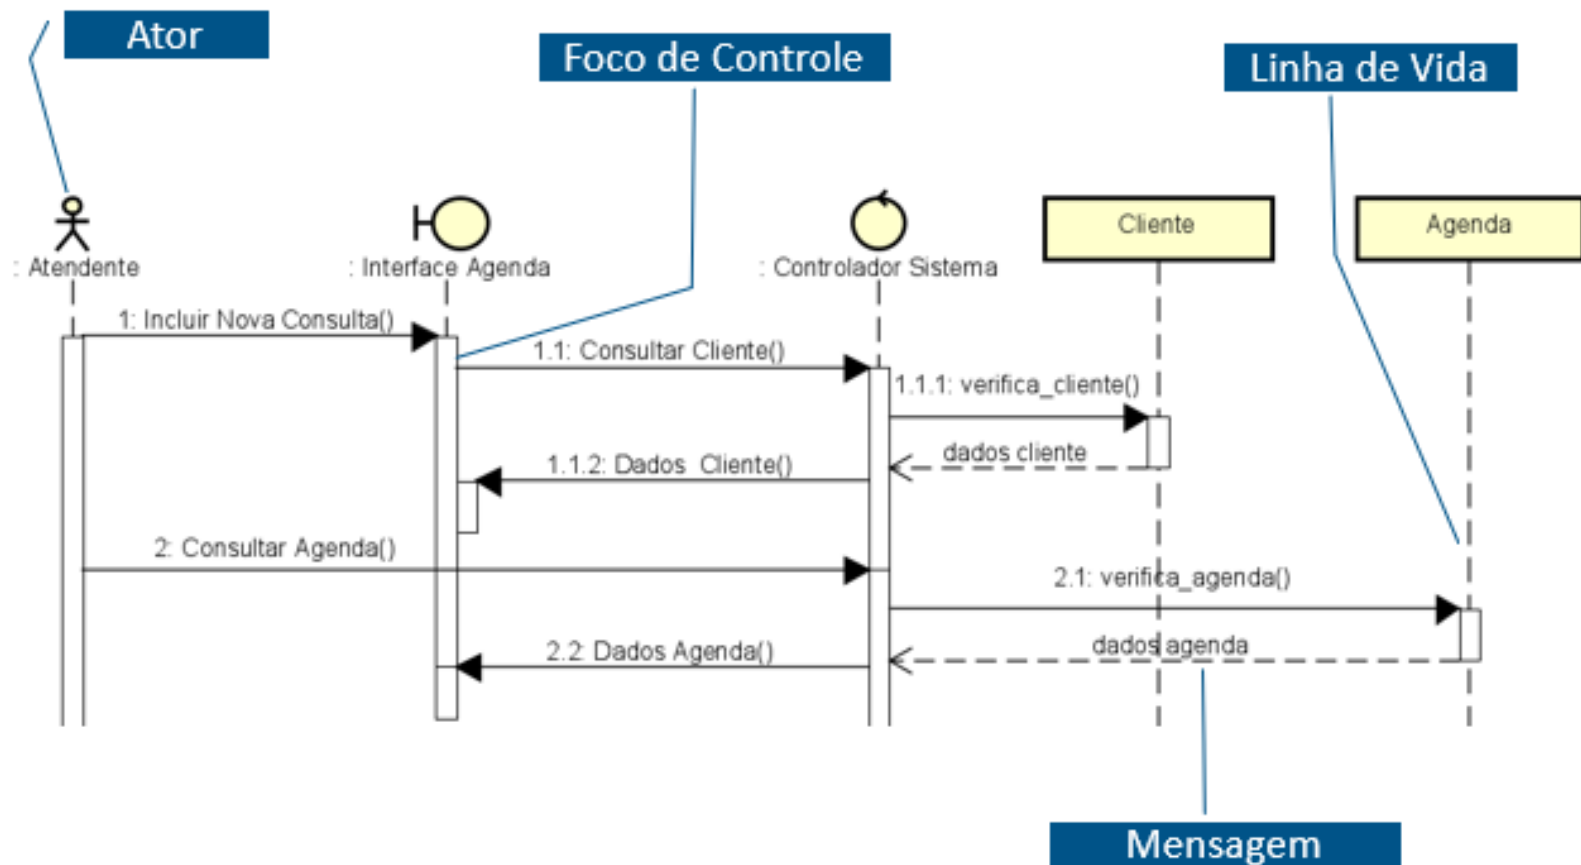 Ator
Foco de Controle
Linha de Vida
: Atendente
: Interface Agenda
: Controlador Sistema
Cliente
Agenda
1: Incluir Nova Consulta()
1.1: Consultar Cliente()
1.1.1: verifica_cliente()
dados cliente
1.1.2: Dados  Cliente()
2: Consultar Agenda()
2.1: verifica_agenda()
dados agenda
2.2: Dados Agenda()
Mensagem